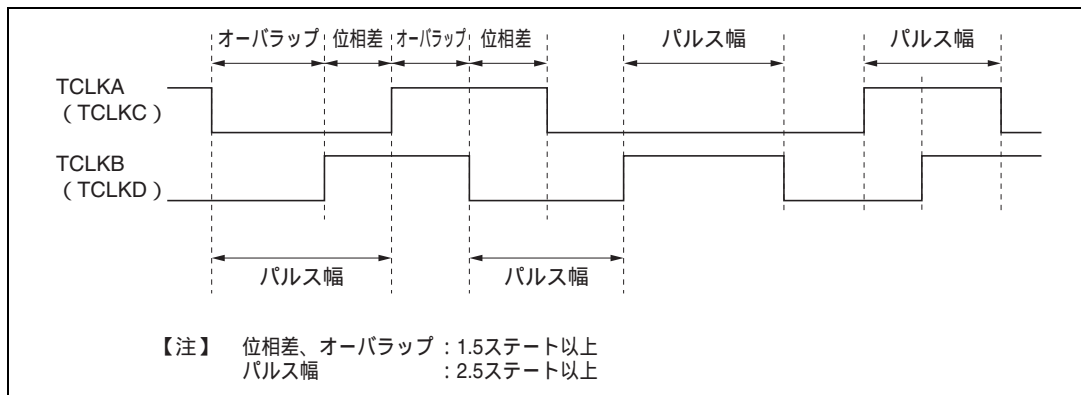 オーバラップ 位相差 オーバラップ 位相差 パルス幅 パルス幅
TCLKA
(TCLKC)
TCLKB
(TCLKD)
パルス幅 パルス幅
【注】 位相差、オーバラップ：1.5ステート以上
パルス幅 ：2.5ステート以上